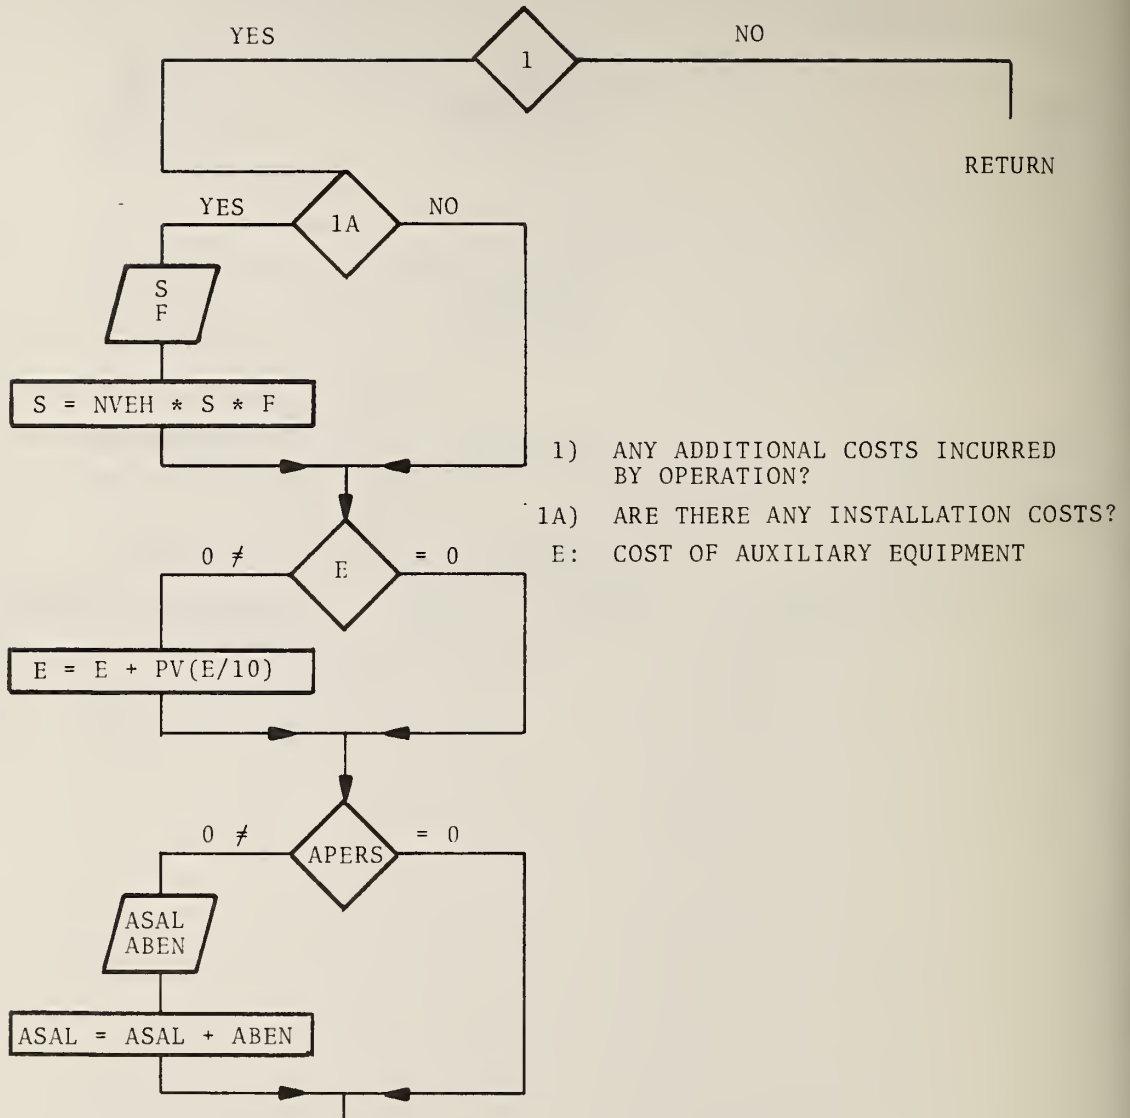 YES
1
NO
RETURN
YES
1A
NO
S
F
S = NVEH * S * F
1) ANY ADDITIONAL COSTS INCURRED
BY OPERATION?
1A) ARE THERE ANY INSTALLATION COSTS?
E: COST OF AUXILIARY EQUIPMENT
0 ≠
E
= 0
E = E + PV(E/10)
0 ≠
APERS
= 0
ASAL
ABEN
ASAL = ASAL + ABEN